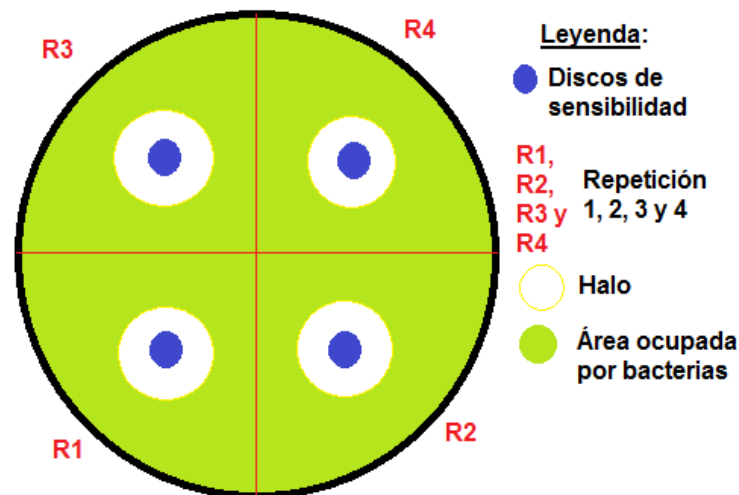 R3
R4
R1
R2
Leyenda:
Discos de
sensibilidad
R1,
R2,
R3 y
R4
Repetición
1, 2, 3 y 4
Halo
Área ocupada
por bacterias